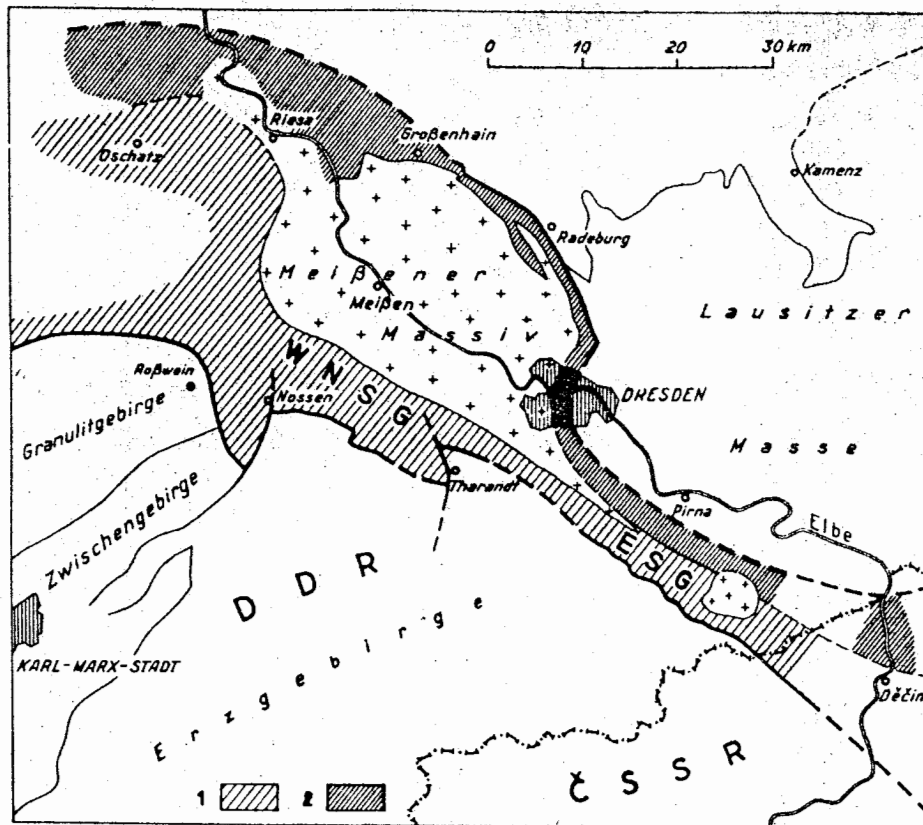 0 10 20 30 km
Riesa
Großenhain
Oschatz
Kamenz
Radeburg
Meißener
Meißen
Lausitzer
Massiv
Roßwein
WNSG
DRESDEN
Nossen
Granulitgebirge
Masse
Tharandt
Pirna
Elbe
Zwischengebirge
ESG
DDR
KARL-MARX-STADT
Děčín
Erzgebirge
ČSSR
1 2